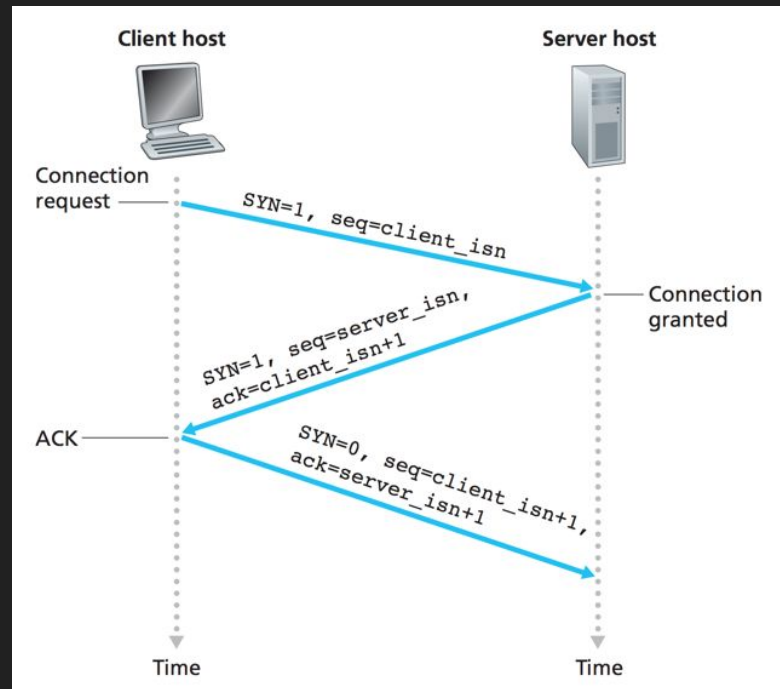 Client host
Server host
Connection
request
SYN=1, seq=client_isn
Connection
granted
SYN=1, seq=server_isn,
ack=client_isn+1
ACK
SYN=0, seq=client_isn+1,
ack=server_isn+1
Time
Time